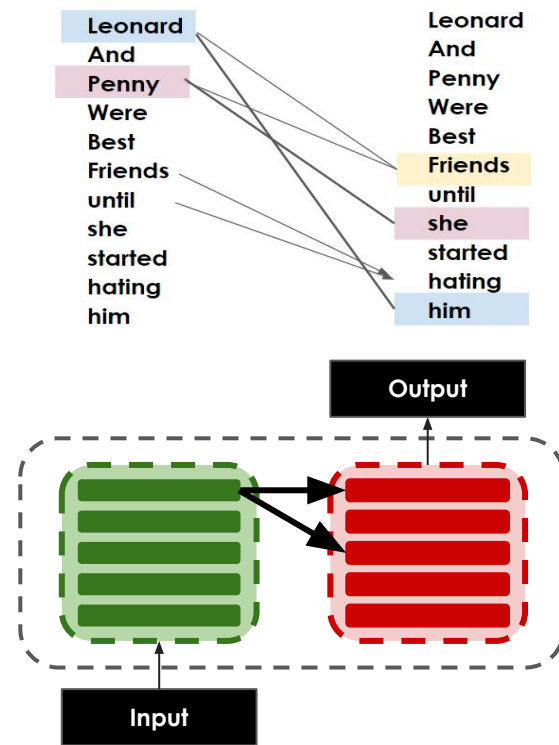 Leonard
And
Penny
Were
Best
Friends
until
she
started
hating
him
Leonard
And
Penny
Were
Best
Friends
until
she
started
hating
him
Output
Input